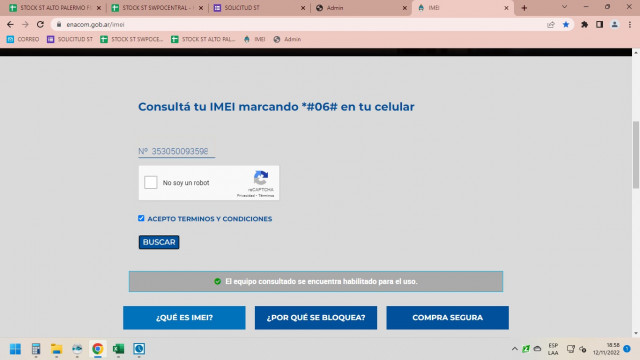 STOCK ST ALTO PALERMO F
STOCK ST SWPOCENTRAL -
SOLICITUD ST
Admin
IMEI
enacom.gob.ar/imei
CORREO
SOLICITUD ST
STOCK ST SWPOCE...
STOCK ST ALTO PAL...
IMEI
Admin
Consultá tu IMEI marcando *#06# en tu celular
Nº 353050093598
No soy un robot
reCAPTCHA
Privacidad - Términos
ACEPTO TERMINOS Y CONDICIONES
BUSCAR
El equipo consultado se encuentra habilitado para el uso.
¿QUÉ ES IMEI?
¿POR QUÉ SE BLOQUEA?
COMPRA SEGURA
ESP
LAA
18:58
12/11/2022